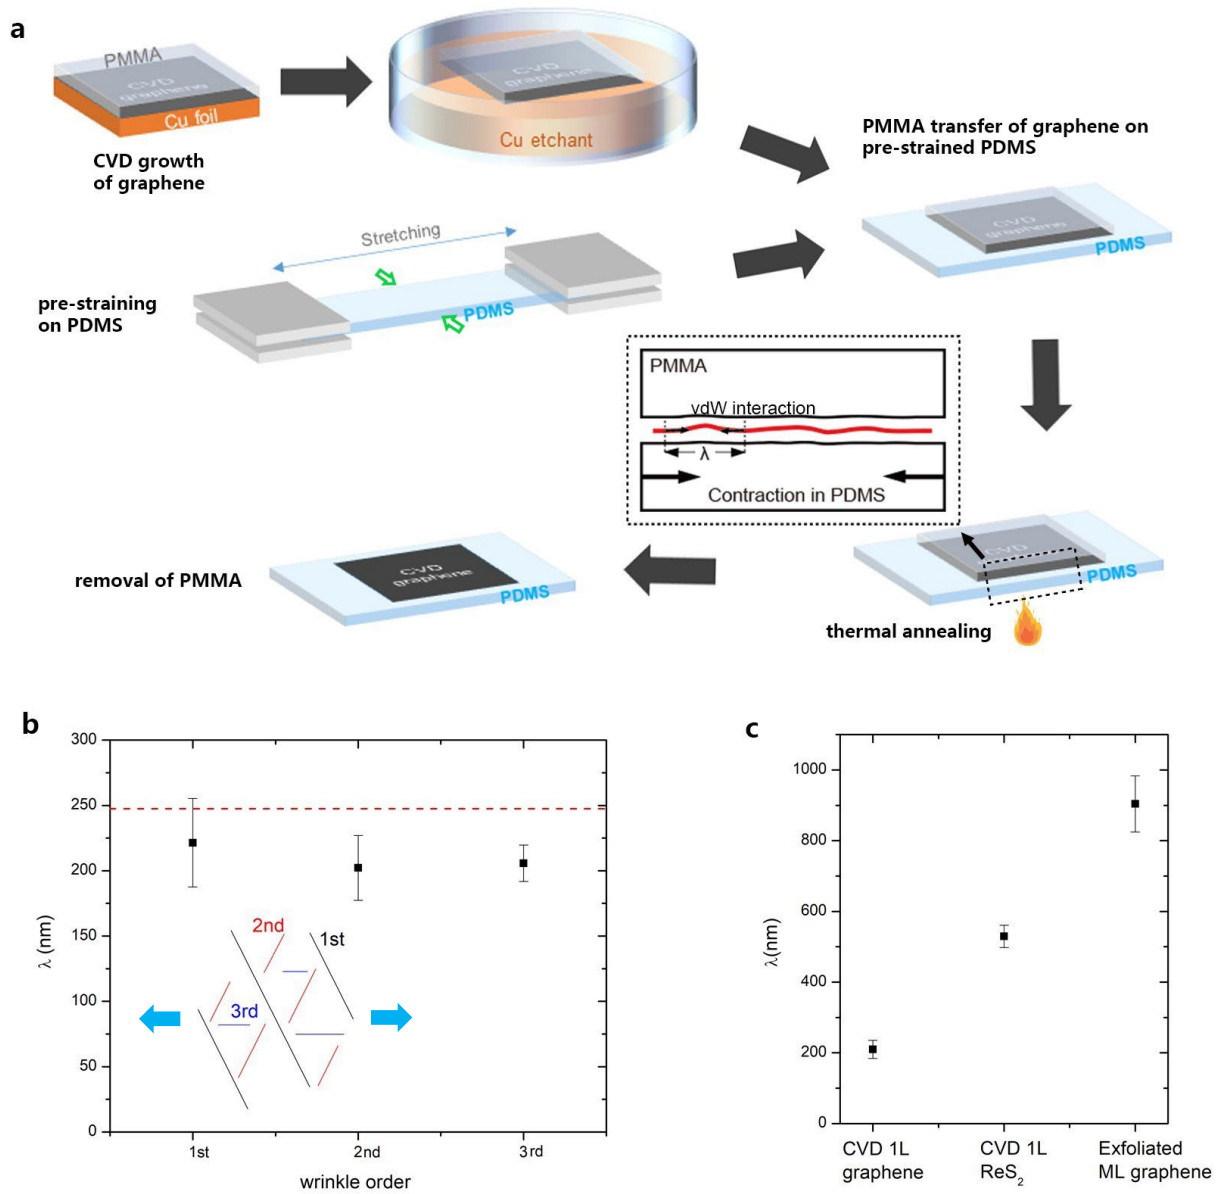 a
PMMA
CVD
graphene
Cu foil
CVD growth
of graphene
Cu etchant
CVD
graphene
PMMA transfer of graphene on
pre-strained PDMS
CVD
graphene
PDMS
Stretching
pre-straining
on PDMS
PDMS
PMMA
vdW interaction
λ
Contraction in PDMS
CVD
PDMS
thermal annealing
removal of PMMA
CVD
graphene
PDMS
b
300
250
200
150
100
50
0
λ (nm)
2nd
1st
3rd
1st
2nd
3rd
wrinkle order
c
1000
800
600
400
200
0
λ(nm)
CVD 1L
graphene
CVD 1L
ReS2
Exfoliated
ML graphene